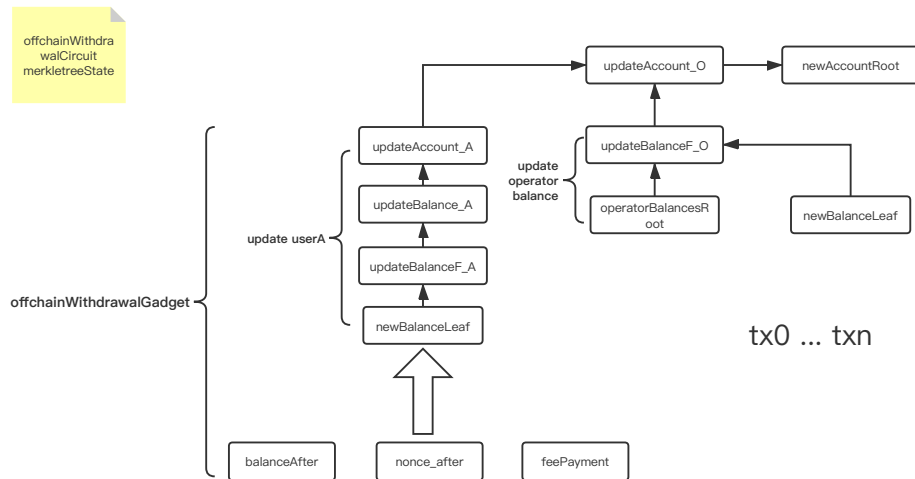 offchainWithdra
walCircuit
merkletreeState
updateAccount_O
newAccountRoot
updateAccount_A
updateBalanceF_O
update
operator
balance
updateBalance_A
operatorBalancesR
oot
newBalanceLeaf
update userA
updateBalanceF_A
offchainWithdrawalGadget
newBalanceLeaf
tx0 ... txn
balanceAfter
nonce_after
feePayment